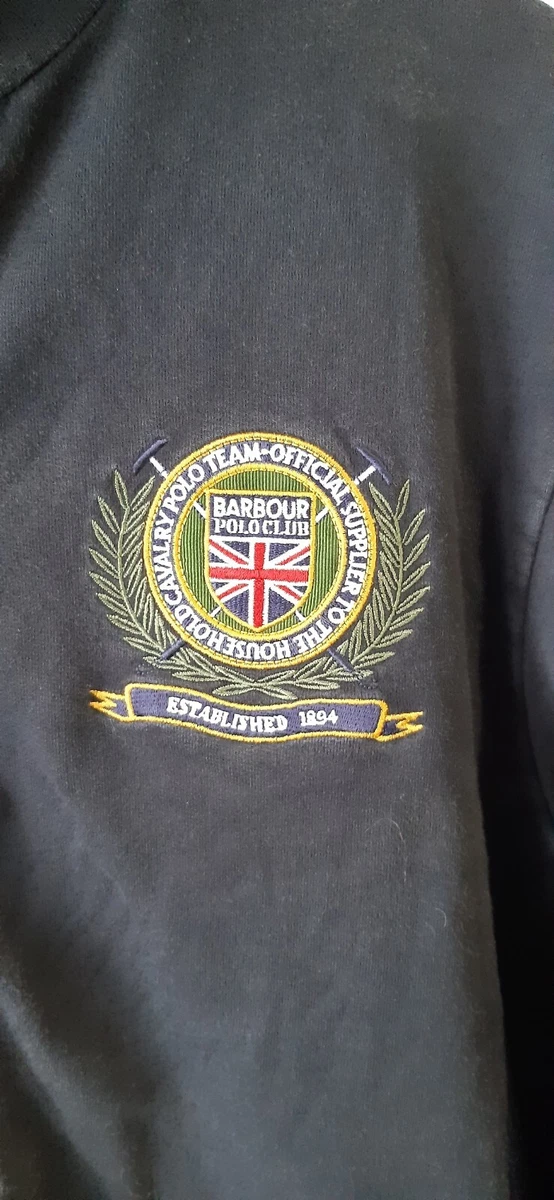 OFFICIAL SUPPLIER TO THE HOUSEHOLD CAVALRY POLO TEAM-
BARBOUR
POLO CLUB
ESTABLISHED 1894